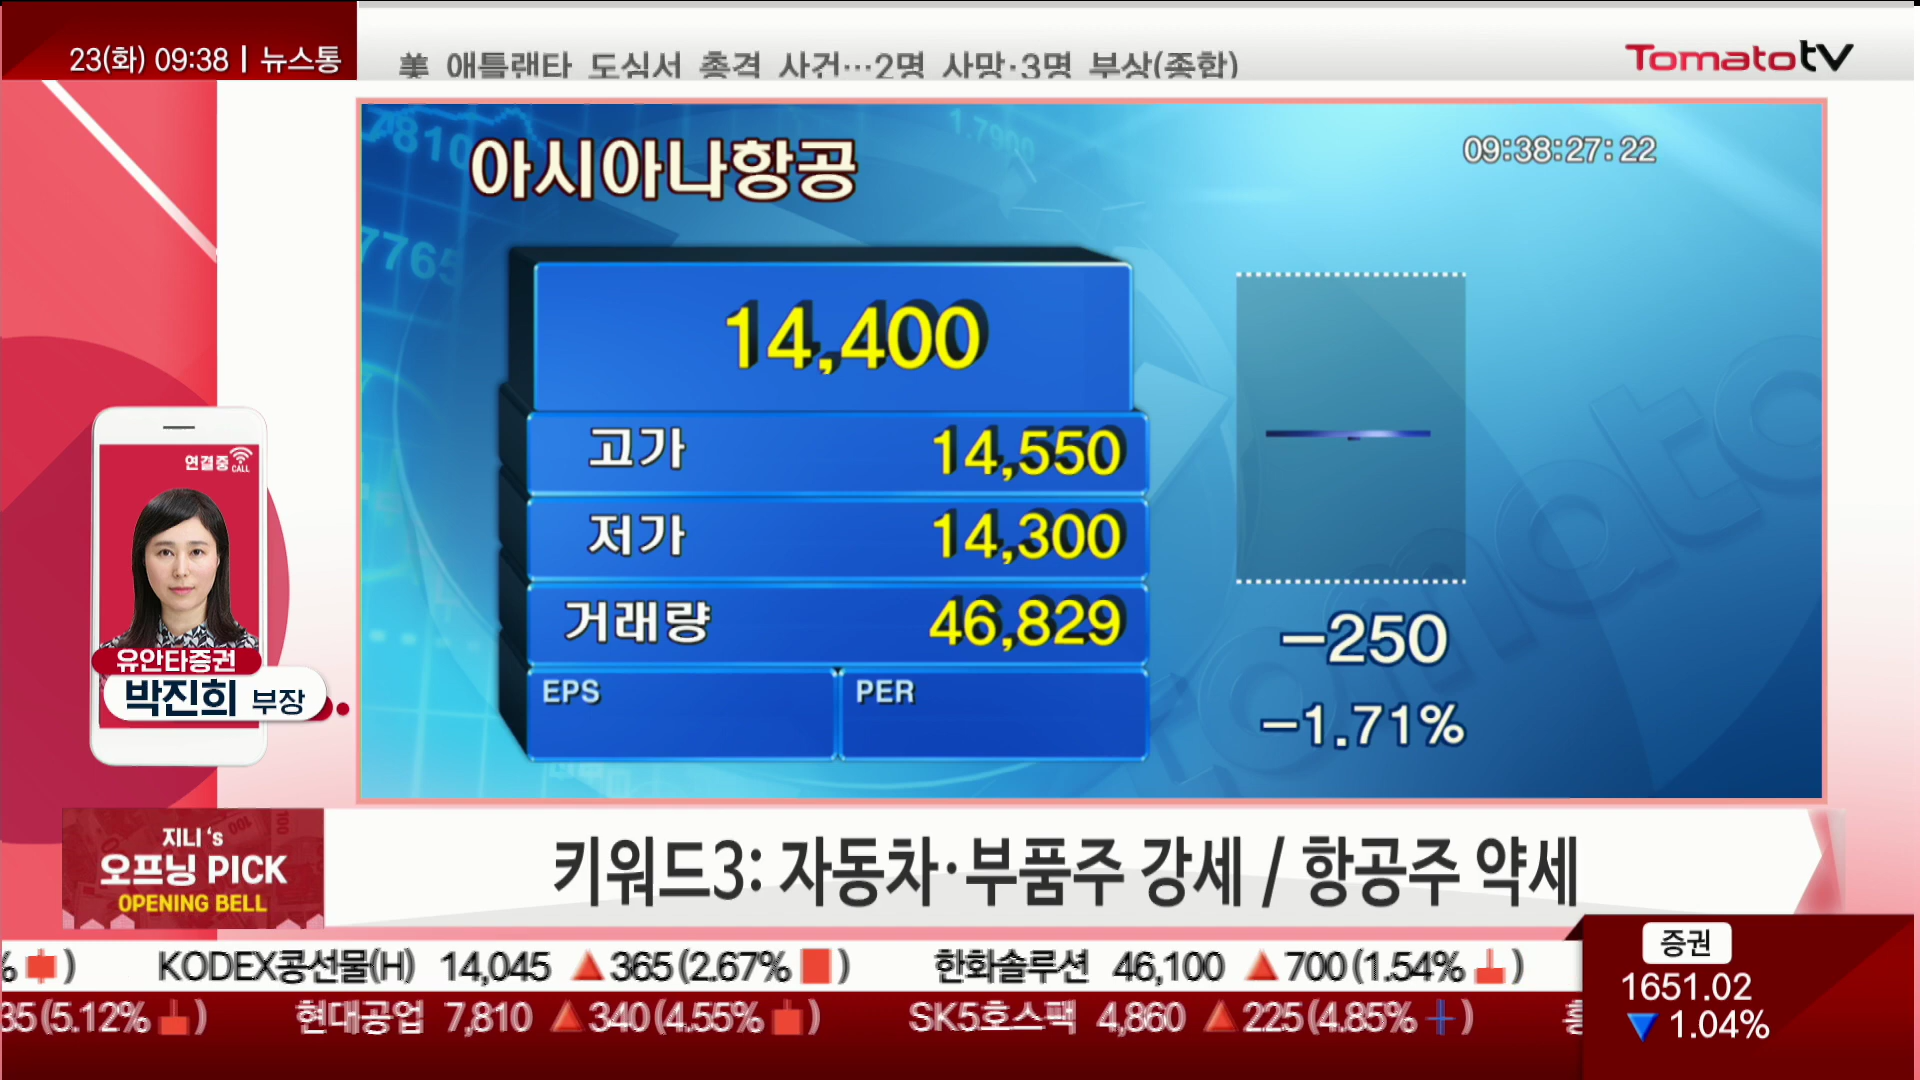 23(화) 09:38 | 뉴스통
美 애틀랜타 도심서 총격 사건…2명 사망·3명 부상(종합)
Tomatotv
아시아나항공
09:38:27:22
14,400
고가 14,550
저가 14,300
거래량 46,829
EPS PER
-250
-1.71%
연결중 CALL
유안타증권
박진희 부장
지니‘s
오프닝 PICK
OPENING BELL
키워드3: 자동차·부품주 강세 / 항공주 약세
% ) KODEX콩선물(H) 14,045 ▲365(2.67% ) 한화솔루션 46,100 ▲700(1.54% )
35(5.12% ) 현대공업 7,810 ▲340(4.55% ) SK5호스팩 4,860 ▲225(4.85% )
증권
1651.02
▼ 1.04%